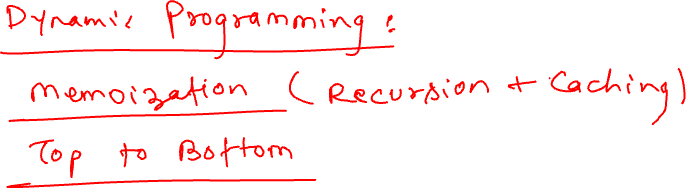 Dynamic Programming:
Memoization (Recursion + Caching)
Top to Bottom